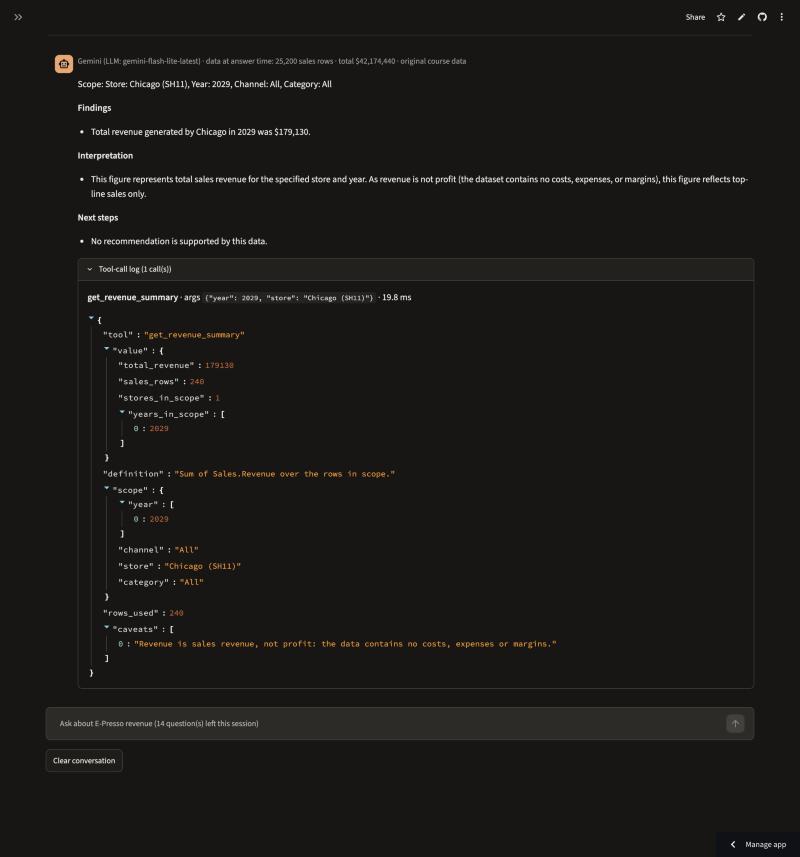 Share
Gemini (LLM: gemini-flash-lite-latest) · data at answer time: 25,200 sales rows · total $42,174,440 · original course data
Scope: Store: Chicago (SH11), Year: 2029, Channel: All, Category: All
Findings
• Total revenue generated by Chicago in 2029 was $179,130.
Interpretation
• This figure represents total sales revenue for the specified store and year. As revenue is not profit (the dataset contains no costs, expenses, or margins), this figure reflects top-
line sales only.
Next steps
• No recommendation is supported by this data.
Tool-call log (1 call(s))
get_revenue_summary · args {"year": 2029, "store": "Chicago (SH11)"} · 19.8 ms
{
"tool" : "get_revenue_summary"
"value" : {
"total_revenue" : 179130
"sales_rows" : 240
"stores_in_scope" : 1
"years_in_scope" : [
0 : 2029
]
}
"definition" : "Sum of Sales.Revenue over the rows in scope."
"scope" : {
"year" : [
0 : 2029
]
"channel" : "All"
"store" : "Chicago (SH11)"
"category" : "All"
}
"rows_used" : 240
"caveats" : [
0 : "Revenue is sales revenue, not profit: the data contains no costs, expenses or margins."
]
}
Ask about E-Presso revenue (14 question(s) left this session)
Clear conversation
Manage app